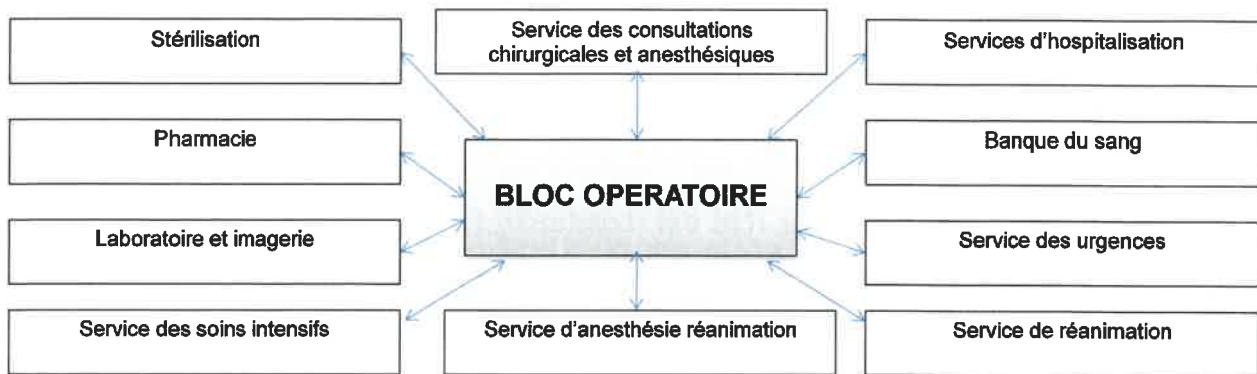 Stérilisation
Service des consultations
chirurgicales et anesthésiques
Services d'hospitalisation
Pharmacie
Banque du sang
BLOC OPERATOIRE
Laboratoire et imagerie
Service des urgences
Service des soins intensifs
Service d'anesthésie réanimation
Service de réanimation